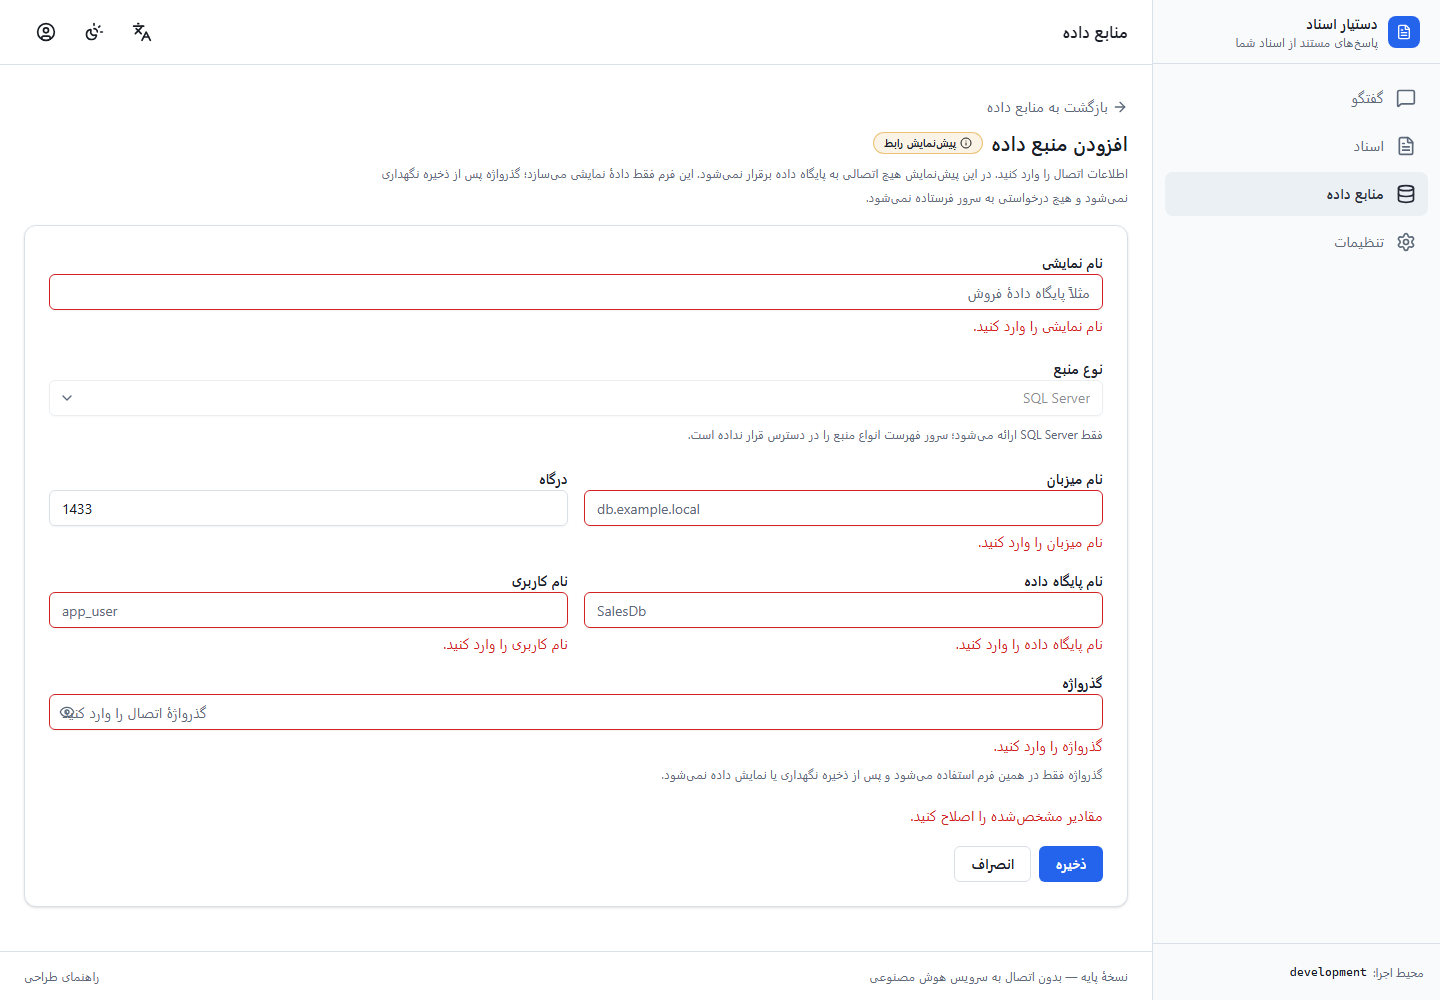 دستیار اسناد
پاسخ‌های مستند از اسناد شما
گفتگو
اسناد
منابع داده
تنظیمات
محیط اجرا: development
منابع داده
بازگشت به منابع داده
افزودن منبع داده
پیش‌نمایش رابط
اطلاعات اتصال را وارد کنید. در این پیش‌نمایش هیچ اتصالی به پایگاه داده برقرار نمی‌شود. این فرم فقط دادهٔ نمایشی می‌سازد؛ گذرواژه پس از ذخیره نگهداری
نمی‌شود و هیچ درخواستی به سرور فرستاده نمی‌شود.
نام نمایشی
مثلاً پایگاه دادهٔ فروش
نام نمایشی را وارد کنید.
نوع منبع
SQL Server
فقط SQL Server ارائه می‌شود؛ سرور فهرست انواع منبع را در دسترس قرار نداده است.
نام میزبان
db.example.local
نام میزبان را وارد کنید.
درگاه
1433
نام پایگاه داده
SalesDb
نام پایگاه داده را وارد کنید.
نام کاربری
app_user
نام کاربری را وارد کنید.
گذرواژه
گذرواژهٔ اتصال را وارد کنید
گذرواژه را وارد کنید.
گذرواژه فقط در همین فرم استفاده می‌شود و پس از ذخیره نگهداری یا نمایش داده نمی‌شود.
مقادیر مشخص‌شده را اصلاح کنید.
ذخیره
انصراف
نسخهٔ پایه — بدون اتصال به سرویس هوش مصنوعی
راهنمای طراحی